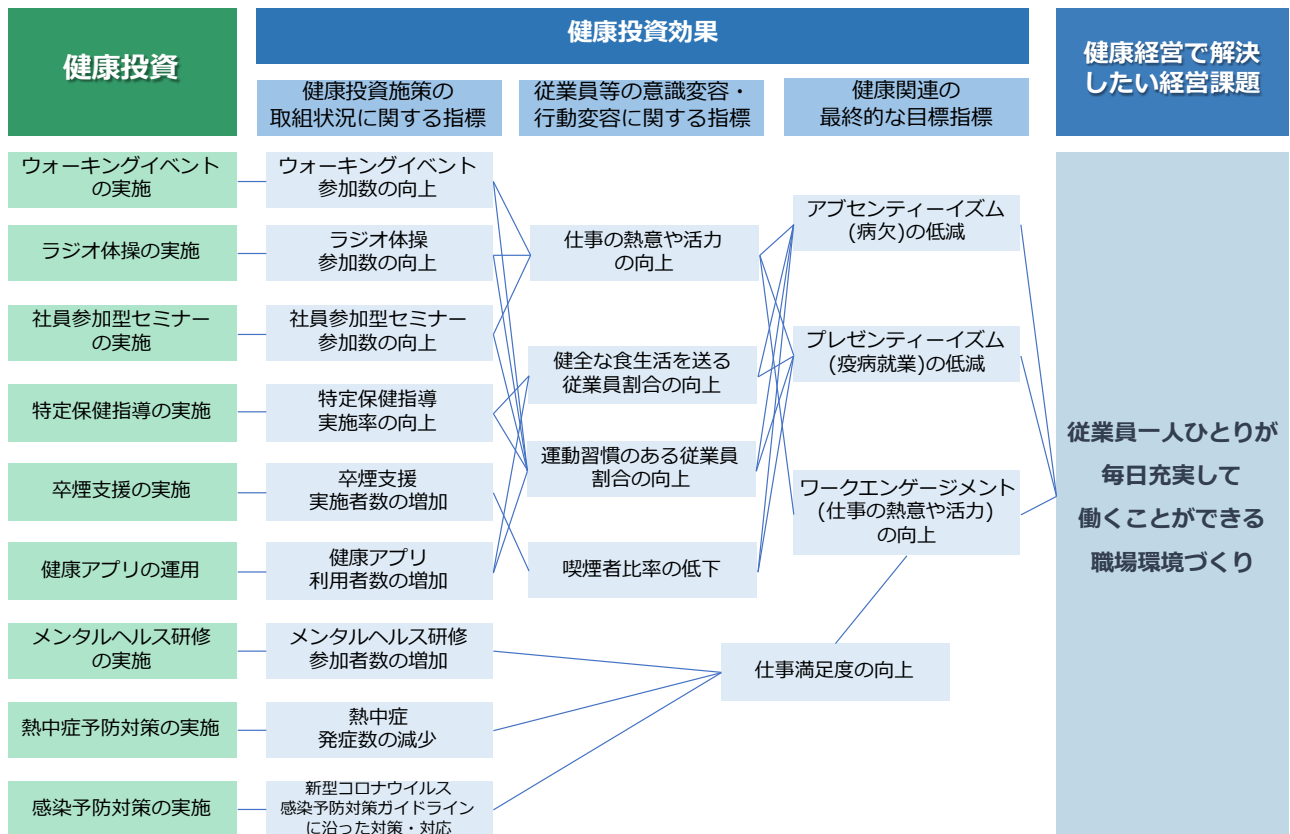 健康投資
健康投資効果
健康経営で解決
したい経営課題
健康投資施策の
取組状況に関する指標
従業員等の意識変容・
行動変容に関する指標
健康関連の
最終的な目標指標
ウォーキングイベント
の実施
ラジオ体操の実施
社員参加型セミナー
の実施
特定保健指導の実施
卒煙支援の実施
健康アプリの運用
メンタルヘルス研修
の実施
熱中症予防対策の実施
感染予防対策の実施
ウォーキングイベント
参加数の向上
ラジオ体操
参加数の向上
社員参加型セミナー
参加数の向上
特定保健指導
実施率の向上
卒煙支援
実施者数の増加
健康アプリ
利用者数の増加
メンタルヘルス研修
参加者数の増加
熱中症
発症数の減少
新型コロナウイルス
感染予防対策ガイドライン
に沿った対策・対応
仕事の熱意や活力
の向上
健全な食生活を送る
従業員割合の向上
運動習慣のある従業員
割合の向上
喫煙者比率の低下
仕事満足度の向上
アブセンティーイズム
(病欠)の低減
プレゼンティーイズム
(疫病就業)の低減
ワークエンゲージメント
(仕事の熱意や活力)
の向上
従業員一人ひとりが
毎日充実して
働くことができる
職場環境づくり